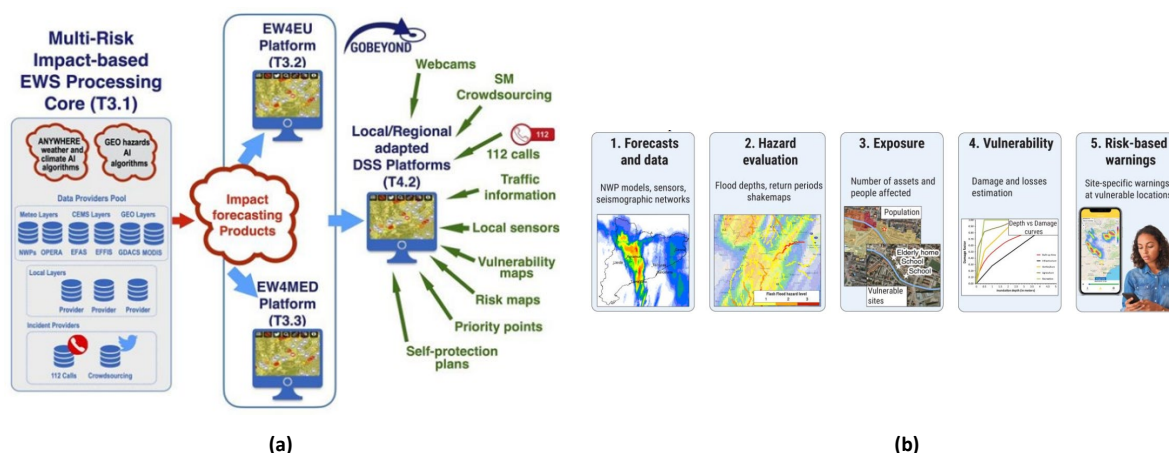 Multi-Risk
Impact-based
EWS Processing
Core (T3.1)
ANYWHERE
weather and
climate AI
algorithms
GEO hazards
AI
algorithms
Data Providers Pool
Meteo Layers
CEMS Layers
GEO Layers
NWPs
OPERA
EFAS
EFFIS
GDACS
MODIS
Local Layers
Provider
Provider
Provider
Incident Providers
112 Calls
Crowdsourcing
Impact
forecasting
Products
EW4EU
Platform
(T3.2)
EW4MED
Platform
(T3.3)
GOBEYOND
Local/Regional
adapted
DSS Platforms
(T4.2)
Webcams
SM
Crowdsourcing
112
112 calls
Traffic
information
Local sensors
Vulnerability
maps
Risk maps
Priority points
Self-protection
plans
(a)
1. Forecasts
and data
NWP models, sensors,
seismographic networks
2. Hazard
evaluation
Flood depths, return periods
shakemaps
Flash Flood hazard level
1 2 3
3. Exposure
Number of assets and
people affected
Population
Elderly home
School
School
Vulnerable
sites
4. Vulnerability
Damage and losses
estimation
Depth vs Damage
curves
5. Risk-based
warnings
Site-specific warnings
at vulnerable locations
(b)